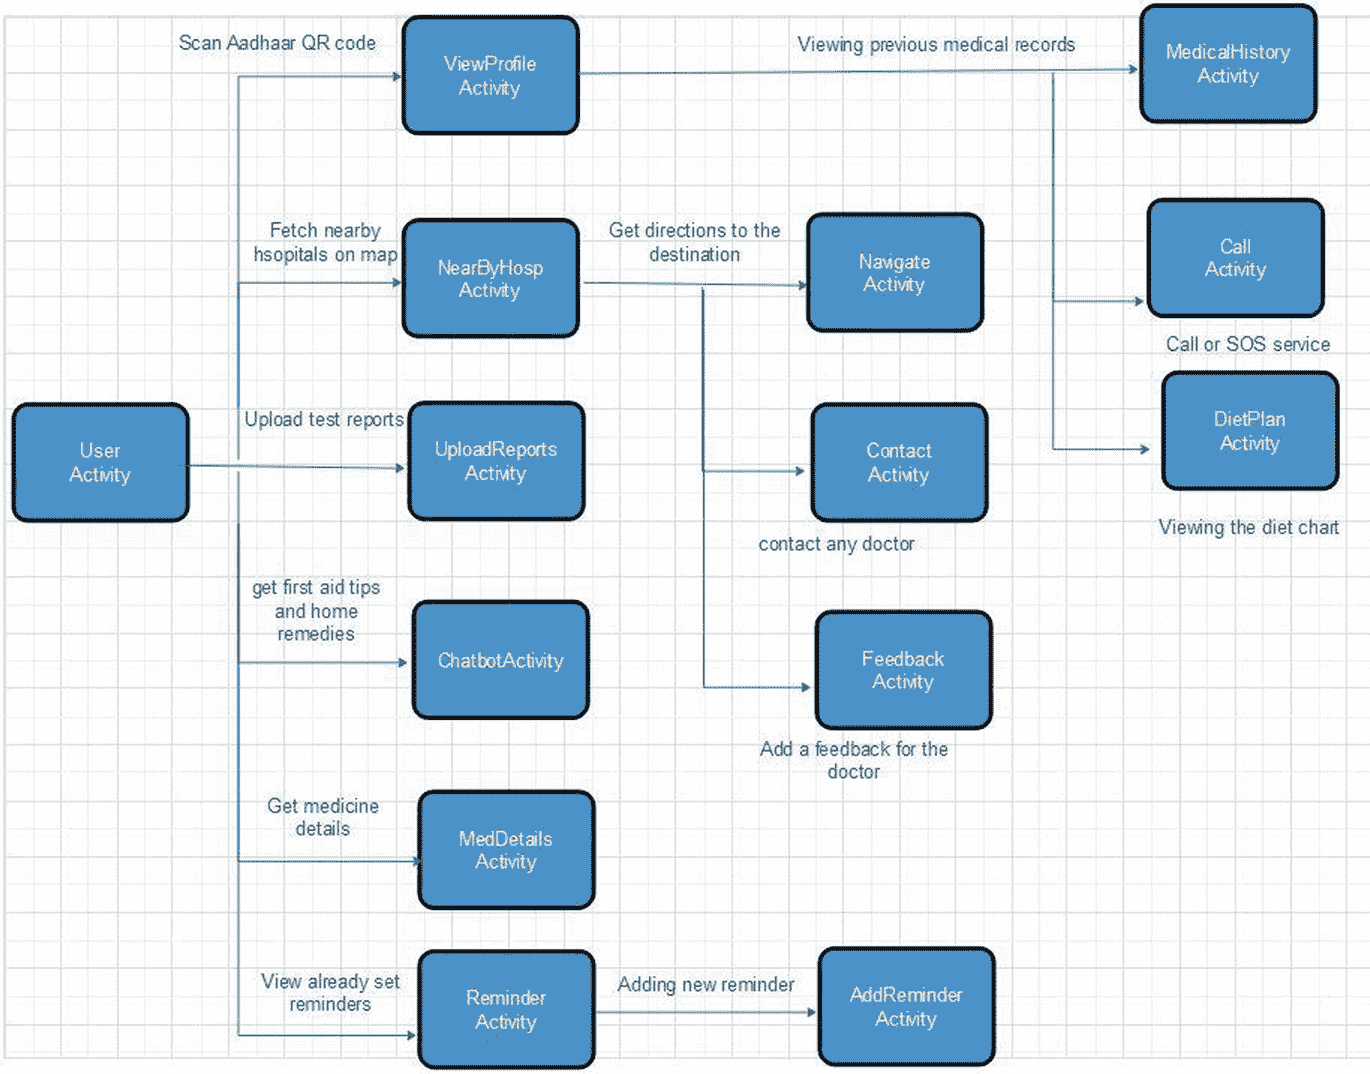 Scan Aadhaar QR code
ViewProfile
Activity
Viewing previous medical records
MedicalHistory
Activity
Fetch nearby
hsopitals on map
NearByHosp
Activity
Get directions to the
destination
Navigate
Activity
Call
Activity
Call or SOS service
User
Activity
Upload test reports
UploadReports
Activity
Contact
Activity
contact any doctor
DietPlan
Activity
Viewing the diet chart
get first aid tips
and home
remedies
ChatbotActivity
Feedback
Activity
Add a feedback for the
doctor
Get medicine
details
MedDetails
Activity
View already set
reminders
Reminder
Activity
Adding new reminder
AddReminder
Activity